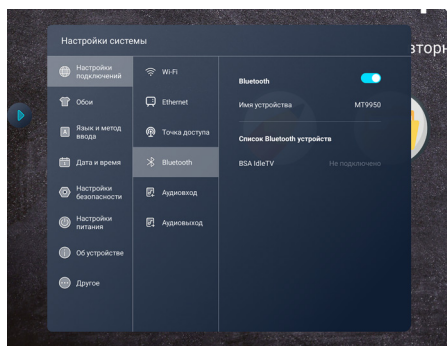 Настройки системы
вторн
Настройки
подключений
Обои
Язык и метод
ввода
Дата и время
Настройки
безопасности
Настройки
питания
Об устройстве
Другое
Wi-Fi
Ethernet
Точка доступа
Bluetooth
Аудиовход
Аудиовыход
Bluetooth
Имя устройства MT9950
Список Bluetooth устройств
BSA IdleTV Не подключено